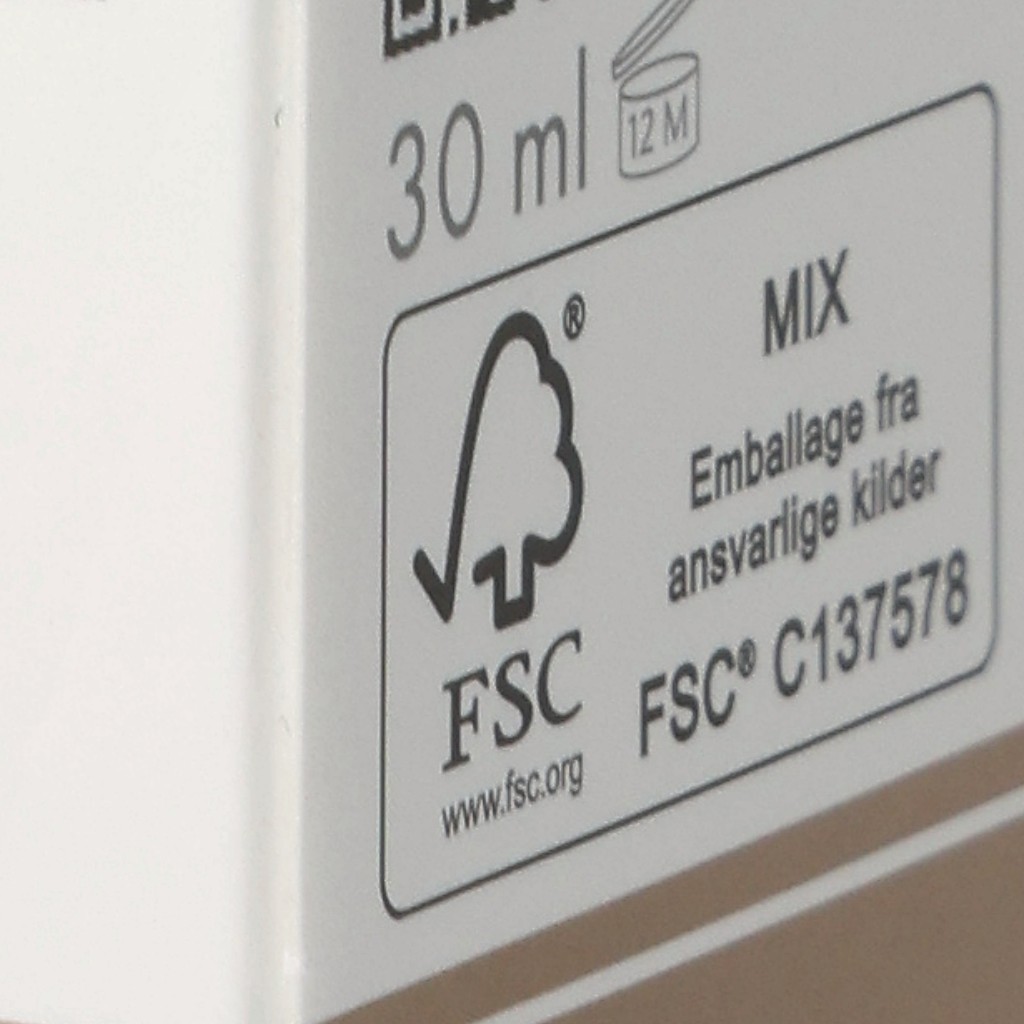 30 ml
12 M
®
MIX
Emballage fra
ansvarlige kilder
FSC® C137578
FSC
www.fsc.org